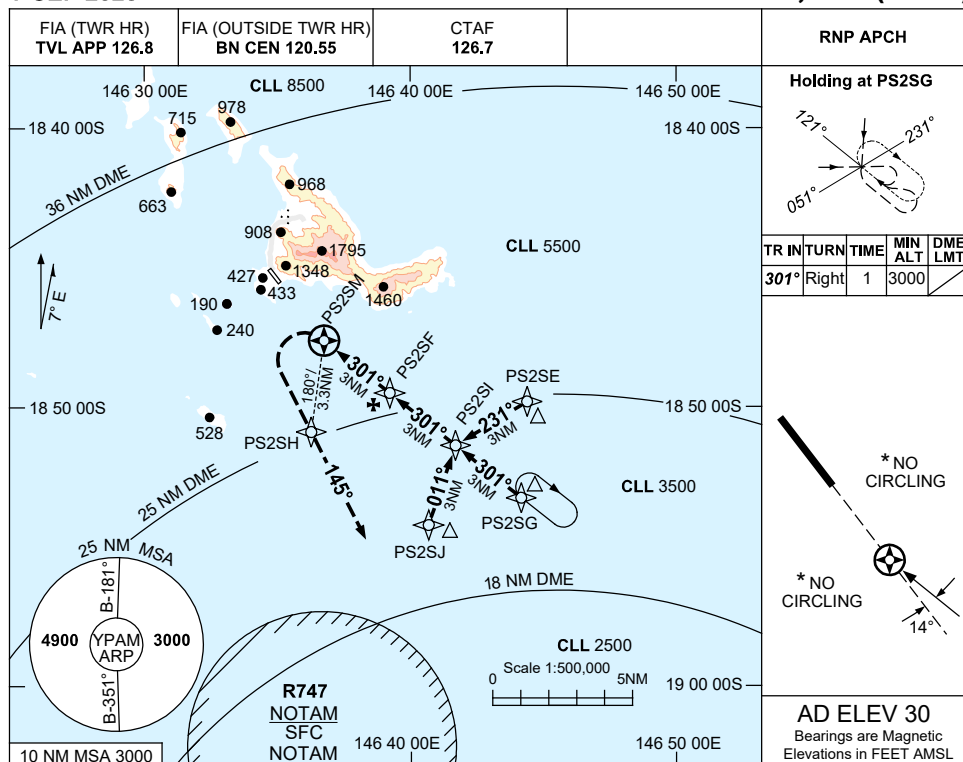 FIA (TWR HR)
TVL APP 126.8
FIA (OUTSIDE TWR HR)
BN CEN 120.55
CTAF
126.7
RNP APCH
146 30 00E
CLL 8500
146 40 00E
146 50 00E
18 40 00S
18 40 00S
715
978
36 NM DME
663
968
908
1795
CLL 5500
427
1348
433
1460
190
240
7° E
PS2SM
PS2SF
301°
3NM
180°/
3.3NM
PS2SI
PS2SE
18 50 00S
18 50 00S
528
PS2SH
301°
3NM
231°
3NM
145°
25 NM DME
011°
3NM
301°
3NM
PS2SG
CLL 3500
PS2SJ
25 NM MSA
B-181°
4900
YPAM
ARP
3000
B-351°
10 NM MSA 3000
18 NM DME
CLL 2500
Scale 1:500,000
0
5NM
19 00 00S
R747
NOTAM
SFC
NOTAM
146 40 00E
146 50 00E
Holding at PS2SG
121°
231°
051°
TR IN TURN TIME MIN ALT DME LMT
301° Right 1 3000
* NO
CIRCLING
* NO
CIRCLING
14°
AD ELEV 30
Bearings are Magnetic
Elevations in FEET AMSL